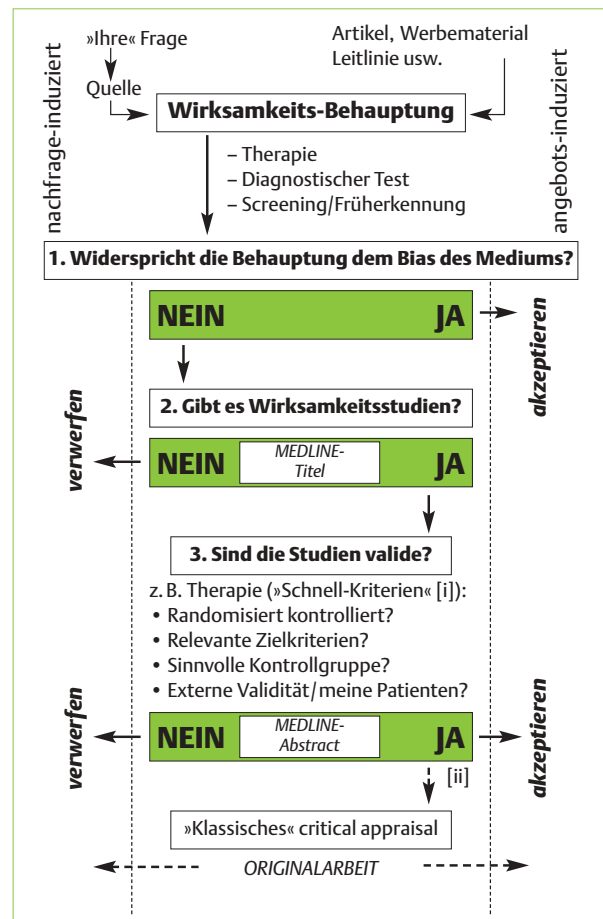 »Ihre« Frage
Quelle
Artikel, Werbematerial
Leitlinie usw.
nachfrage-induziert
angebots-induziert
Wirksamkeits-Behauptung
– Therapie
– Diagnostischer Test
– Screening/Früherkennung
1. Widerspricht die Behauptung dem Bias des Mediums?
NEIN JA
akzeptieren
2. Gibt es Wirksamkeitsstudien?
verwerfen
NEIN MEDLINE- JA
Titel
3. Sind die Studien valide?
z. B. Therapie (»Schnell-Kriterien« [i]):
• Randomisiert kontrolliert?
• Relevante Zielkriterien?
• Sinnvolle Kontrollgruppe?
• Externe Validität/meine Patienten?
verwerfen
NEIN MEDLINE- JA
Abstract
akzeptieren
[ii]
»Klassisches« critical appraisal
ORIGINALARBEIT